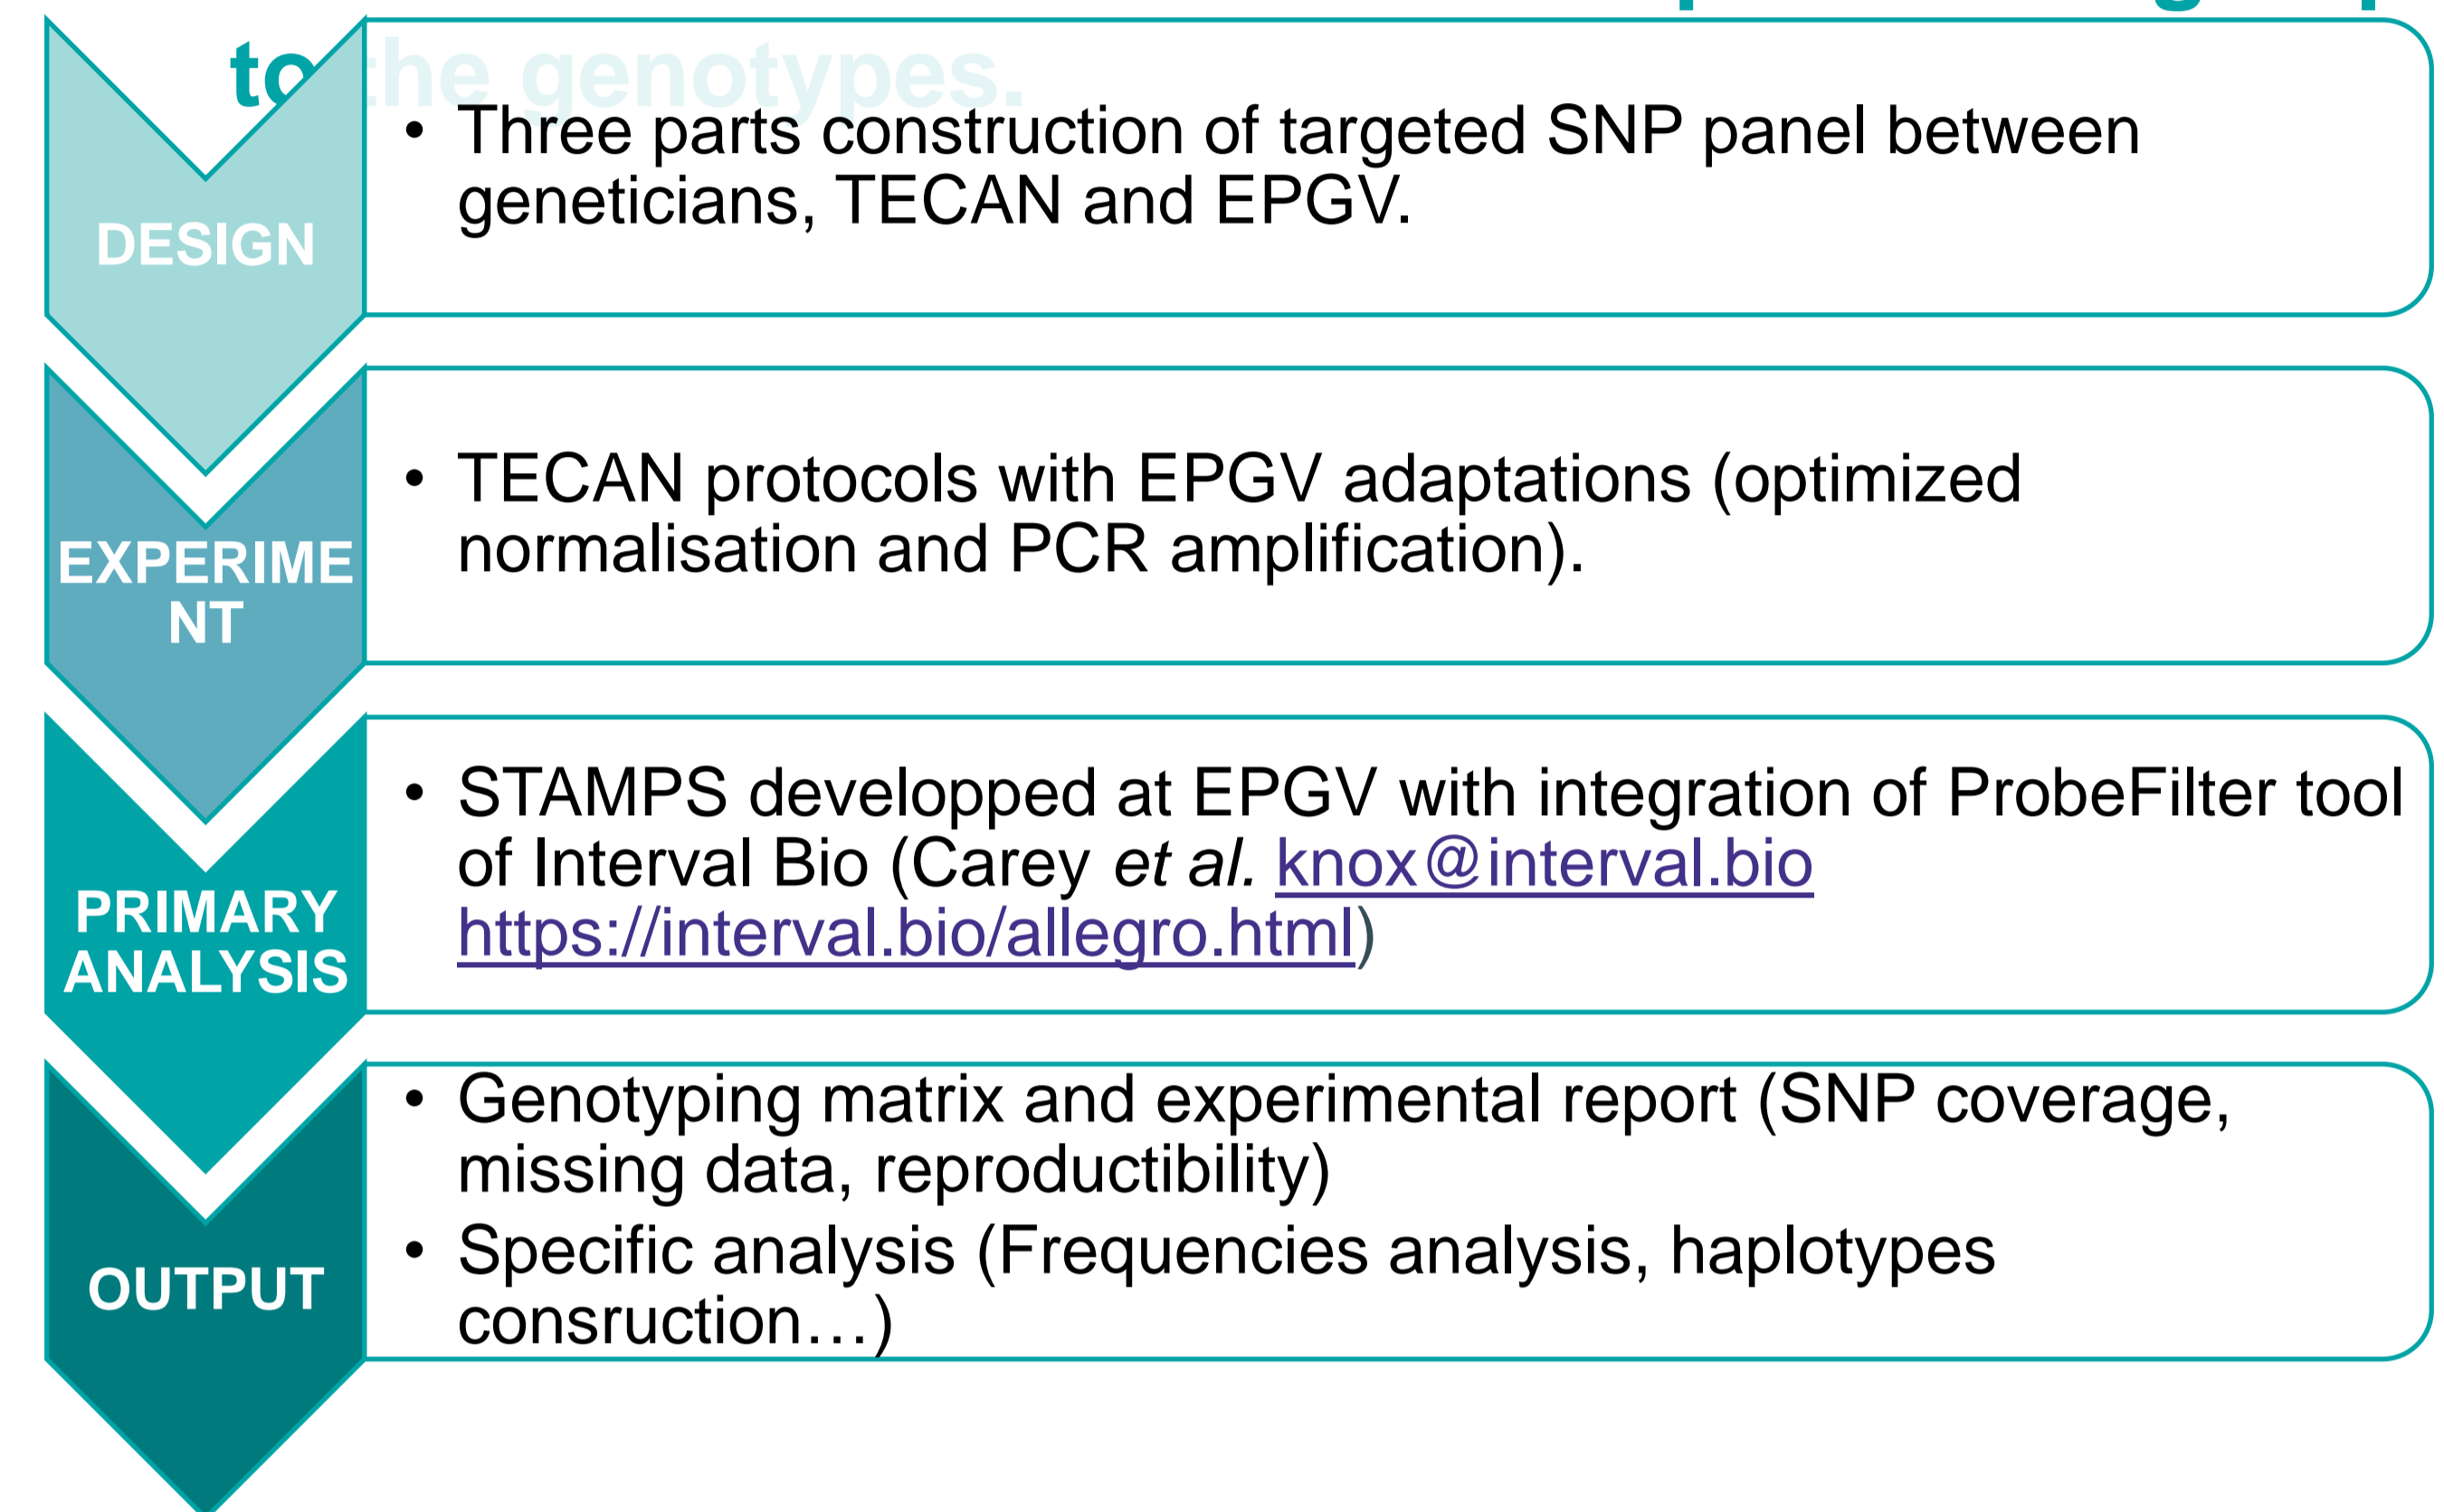 to the genotypes.
DESIGN
• Three parts construction of targeted SNP panel between
geneticians, TECAN and EPGV.
EXPERIME
NT
• TECAN protocols with EPGV adaptations (optimized
normalisation and PCR amplification).
PRIMARY
ANALYSIS
• STAMPS developped at EPGV with integration of ProbeFilter tool
of Interval Bio (Carey et al. knox@interval.bio
https://interval.bio/allegro.html)
OUTPUT
• Genotyping matrix and experimental report (SNP coverage,
missing data, reproductibility)
• Specific analysis (Frequencies analysis, haplotypes
consruction…)